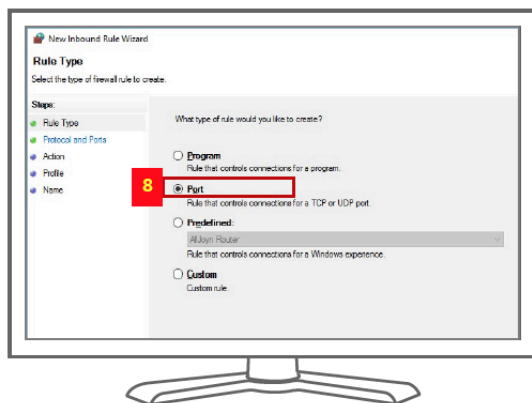 New Inbound Rule Wizard
Rule Type
Select the type of firewall rule to create.
Steps:
Rule Type
Protocol and Ports
Action
Profile
Name
What type of rule would you like to create?
Program
Rule that controls connections for a program.
8
Port
Rule that controls connections for a TCP or UDP port.
Predefined:
AllJoyn Router
Rule that controls connections for a Windows experience.
Custom
Custom rule.